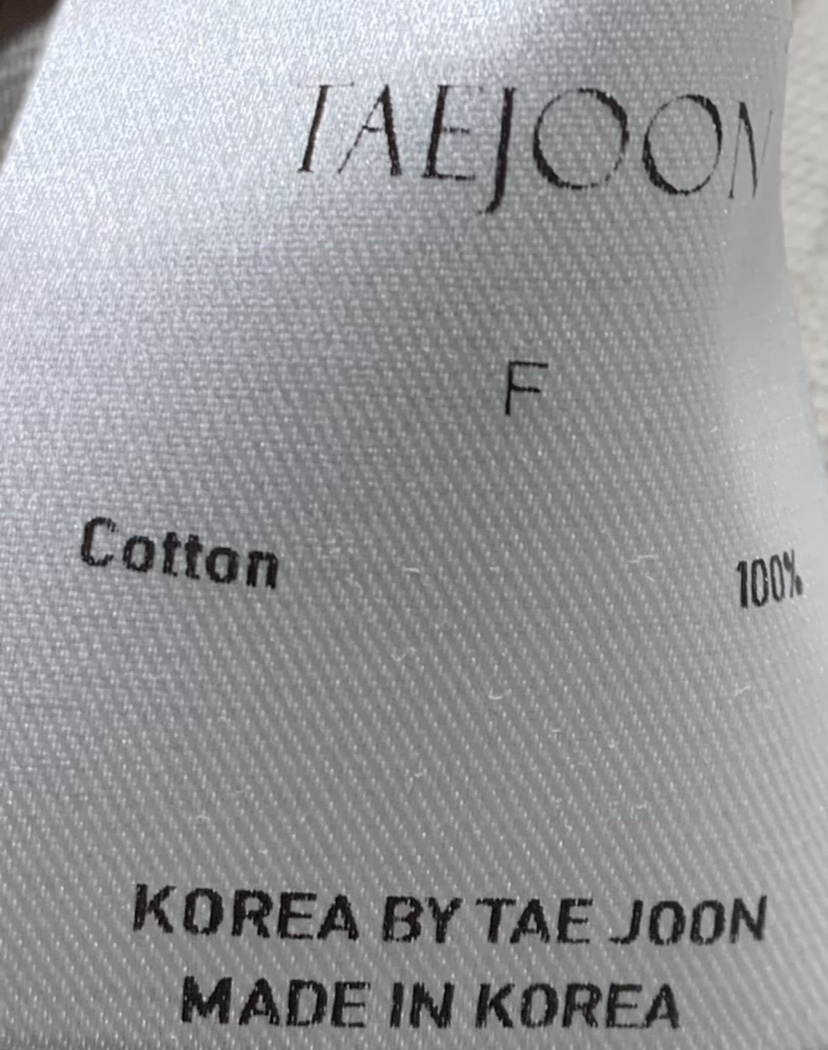 TAEJOON
F
Cotton 100%
KOREA BY TAE JOON
MADE IN KOREA